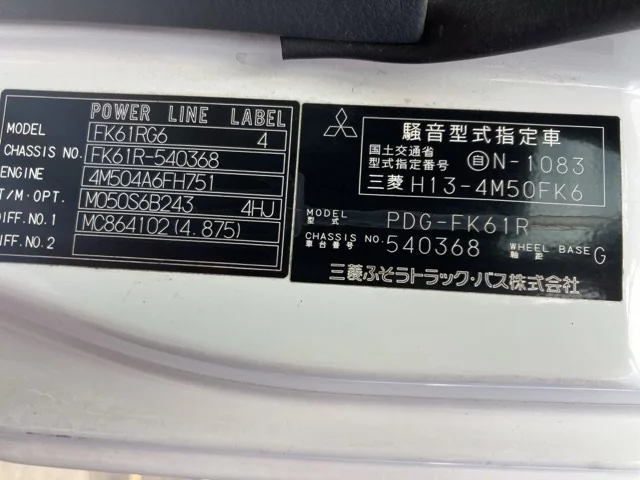 POWER LINE LABEL
MODEL FK61RG6 4
CHASSIS NO. FK61R-540368
ENGINE 4M504A6FH751
T/M·OPT. M050S6B243 4HJ
DIFF.NO.1 MC864102(4.875)
DIFF.NO.2
騒音型式指定車
国土交通省
型式指定番号 自N-1083
三菱 H13-4M50FK6
MODEL 型式 PDG-FK61R
CHASSIS NO. 車台番号 540368 WHEEL BASE 軸距 G
三菱ふそうトラック・バス株式会社